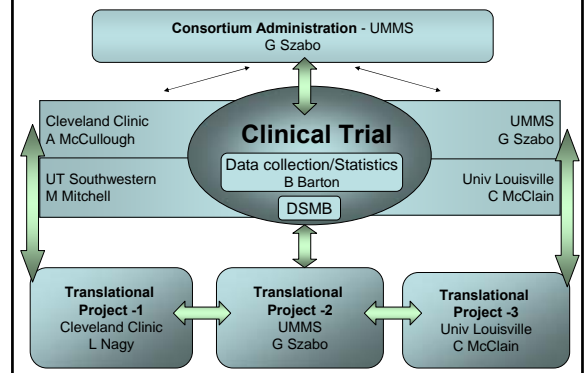 Consortium Administration - UMMS
G Szabo
Cleveland Clinic
A McCullough
UT Southwestern
M Mitchell
Clinical Trial
Data collection/Statistics
B Barton
DSMB
UMMS
G Szabo
Univ Louisville
C McClain
Translational
Project -1
Cleveland Clinic
L Nagy
Translational
Project -2
UMMS
G Szabo
Translational
Project -3
Univ Louisville
C McClain